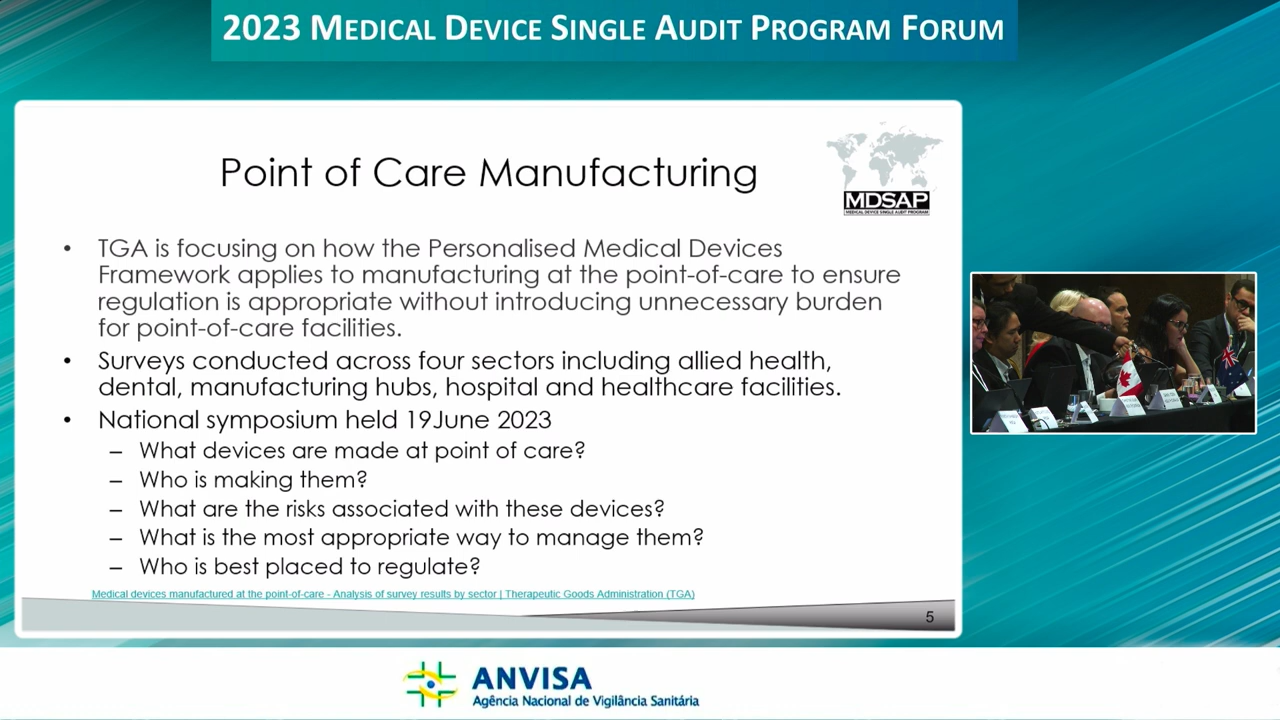 2023 MEDICAL DEVICE SINGLE AUDIT PROGRAM FORUM
Point of Care Manufacturing
MDSAP
MEDICAL DEVICE SINGLE AUDIT PROGRAM
• TGA is focusing on how the Personalised Medical Devices
Framework applies to manufacturing at the point-of-care to ensure
regulation is appropriate without introducing unnecessary burden
for point-of-care facilities.
• Surveys conducted across four sectors including allied health,
dental, manufacturing hubs, hospital and healthcare facilities.
• National symposium held 19June 2023
– What devices are made at point of care?
– Who is making them?
– What are the risks associated with these devices?
– What is the most appropriate way to manage them?
– Who is best placed to regulate?
Medical devices manufactured at the point-of-care - Analysis of survey results by sector | Therapeutic Goods Administration (TGA)
5
ANVISA
Agência Nacional de Vigilância Sanitária